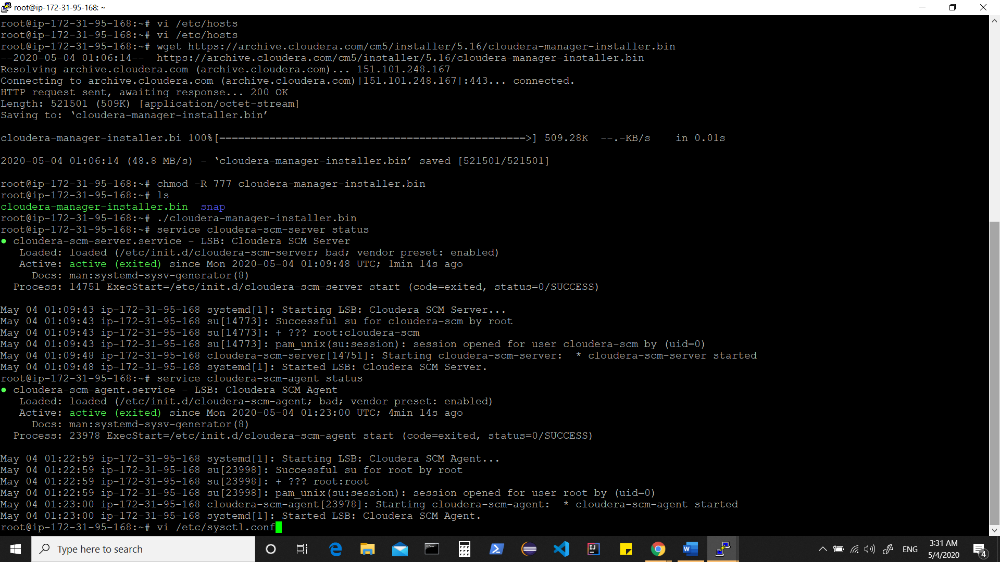 root@ip-172-31-95-168: ~
root@ip-172-31-95-168:~# vi /etc/hosts
root@ip-172-31-95-168:~# vi /etc/hosts
root@ip-172-31-95-168:~# wget https://archive.cloudera.com/cm5/installer/5.16/cloudera-manager-installer.bin
--2020-05-04 01:06:14--  https://archive.cloudera.com/cm5/installer/5.16/cloudera-manager-installer.bin
Resolving archive.cloudera.com (archive.cloudera.com)... 151.101.248.167
Connecting to archive.cloudera.com (archive.cloudera.com)|151.101.248.167|:443... connected.
HTTP request sent, awaiting response... 200 OK
Length: 521501 (509K) [application/octet-stream]
Saving to: ‘cloudera-manager-installer.bin’
cloudera-manager-installer.bi 100%[=================================================>] 509.28K  --.-KB/s    in 0.01s
2020-05-04 01:06:14 (48.8 MB/s) - ‘cloudera-manager-installer.bin’ saved [521501/521501]
root@ip-172-31-95-168:~# chmod -R 777 cloudera-manager-installer.bin
root@ip-172-31-95-168:~# ls
cloudera-manager-installer.bin  snap
root@ip-172-31-95-168:~# ./cloudera-manager-installer.bin
root@ip-172-31-95-168:~# service cloudera-scm-server status
● cloudera-scm-server.service - LSB: Cloudera SCM Server
   Loaded: loaded (/etc/init.d/cloudera-scm-server; bad; vendor preset: enabled)
   Active: active (exited) since Mon 2020-05-04 01:09:48 UTC; 1min 14s ago
     Docs: man:systemd-sysv-generator(8)
  Process: 14751 ExecStart=/etc/init.d/cloudera-scm-server start (code=exited, status=0/SUCCESS)
May 04 01:09:43 ip-172-31-95-168 systemd[1]: Starting LSB: Cloudera SCM Server...
May 04 01:09:43 ip-172-31-95-168 su[14773]: Successful su for cloudera-scm by root
May 04 01:09:43 ip-172-31-95-168 su[14773]: + ??? root:cloudera-scm
May 04 01:09:43 ip-172-31-95-168 su[14773]: pam_unix(su:session): session opened for user cloudera-scm by (uid=0)
May 04 01:09:48 ip-172-31-95-168 cloudera-scm-server[14751]: Starting cloudera-scm-server:  * cloudera-scm-server started
May 04 01:09:48 ip-172-31-95-168 systemd[1]: Started LSB: Cloudera SCM Server.
root@ip-172-31-95-168:~# service cloudera-scm-agent status
● cloudera-scm-agent.service - LSB: Cloudera SCM Agent
   Loaded: loaded (/etc/init.d/cloudera-scm-agent; bad; vendor preset: enabled)
   Active: active (exited) since Mon 2020-05-04 01:23:00 UTC; 4min 14s ago
     Docs: man:systemd-sysv-generator(8)
  Process: 23978 ExecStart=/etc/init.d/cloudera-scm-agent start (code=exited, status=0/SUCCESS)
May 04 01:22:59 ip-172-31-95-168 systemd[1]: Starting LSB: Cloudera SCM Agent...
May 04 01:22:59 ip-172-31-95-168 su[23998]: Successful su for root by root
May 04 01:22:59 ip-172-31-95-168 su[23998]: + ??? root:root
May 04 01:22:59 ip-172-31-95-168 su[23998]: pam_unix(su:session): session opened for user root by (uid=0)
May 04 01:23:00 ip-172-31-95-168 cloudera-scm-agent[23978]: Starting cloudera-scm-agent:  * cloudera-scm-agent started
May 04 01:23:00 ip-172-31-95-168 systemd[1]: Started LSB: Cloudera SCM Agent.
root@ip-172-31-95-168:~# vi /etc/sysctl.conf
Type here to search
ENG
3:31 AM
5/4/2020
4